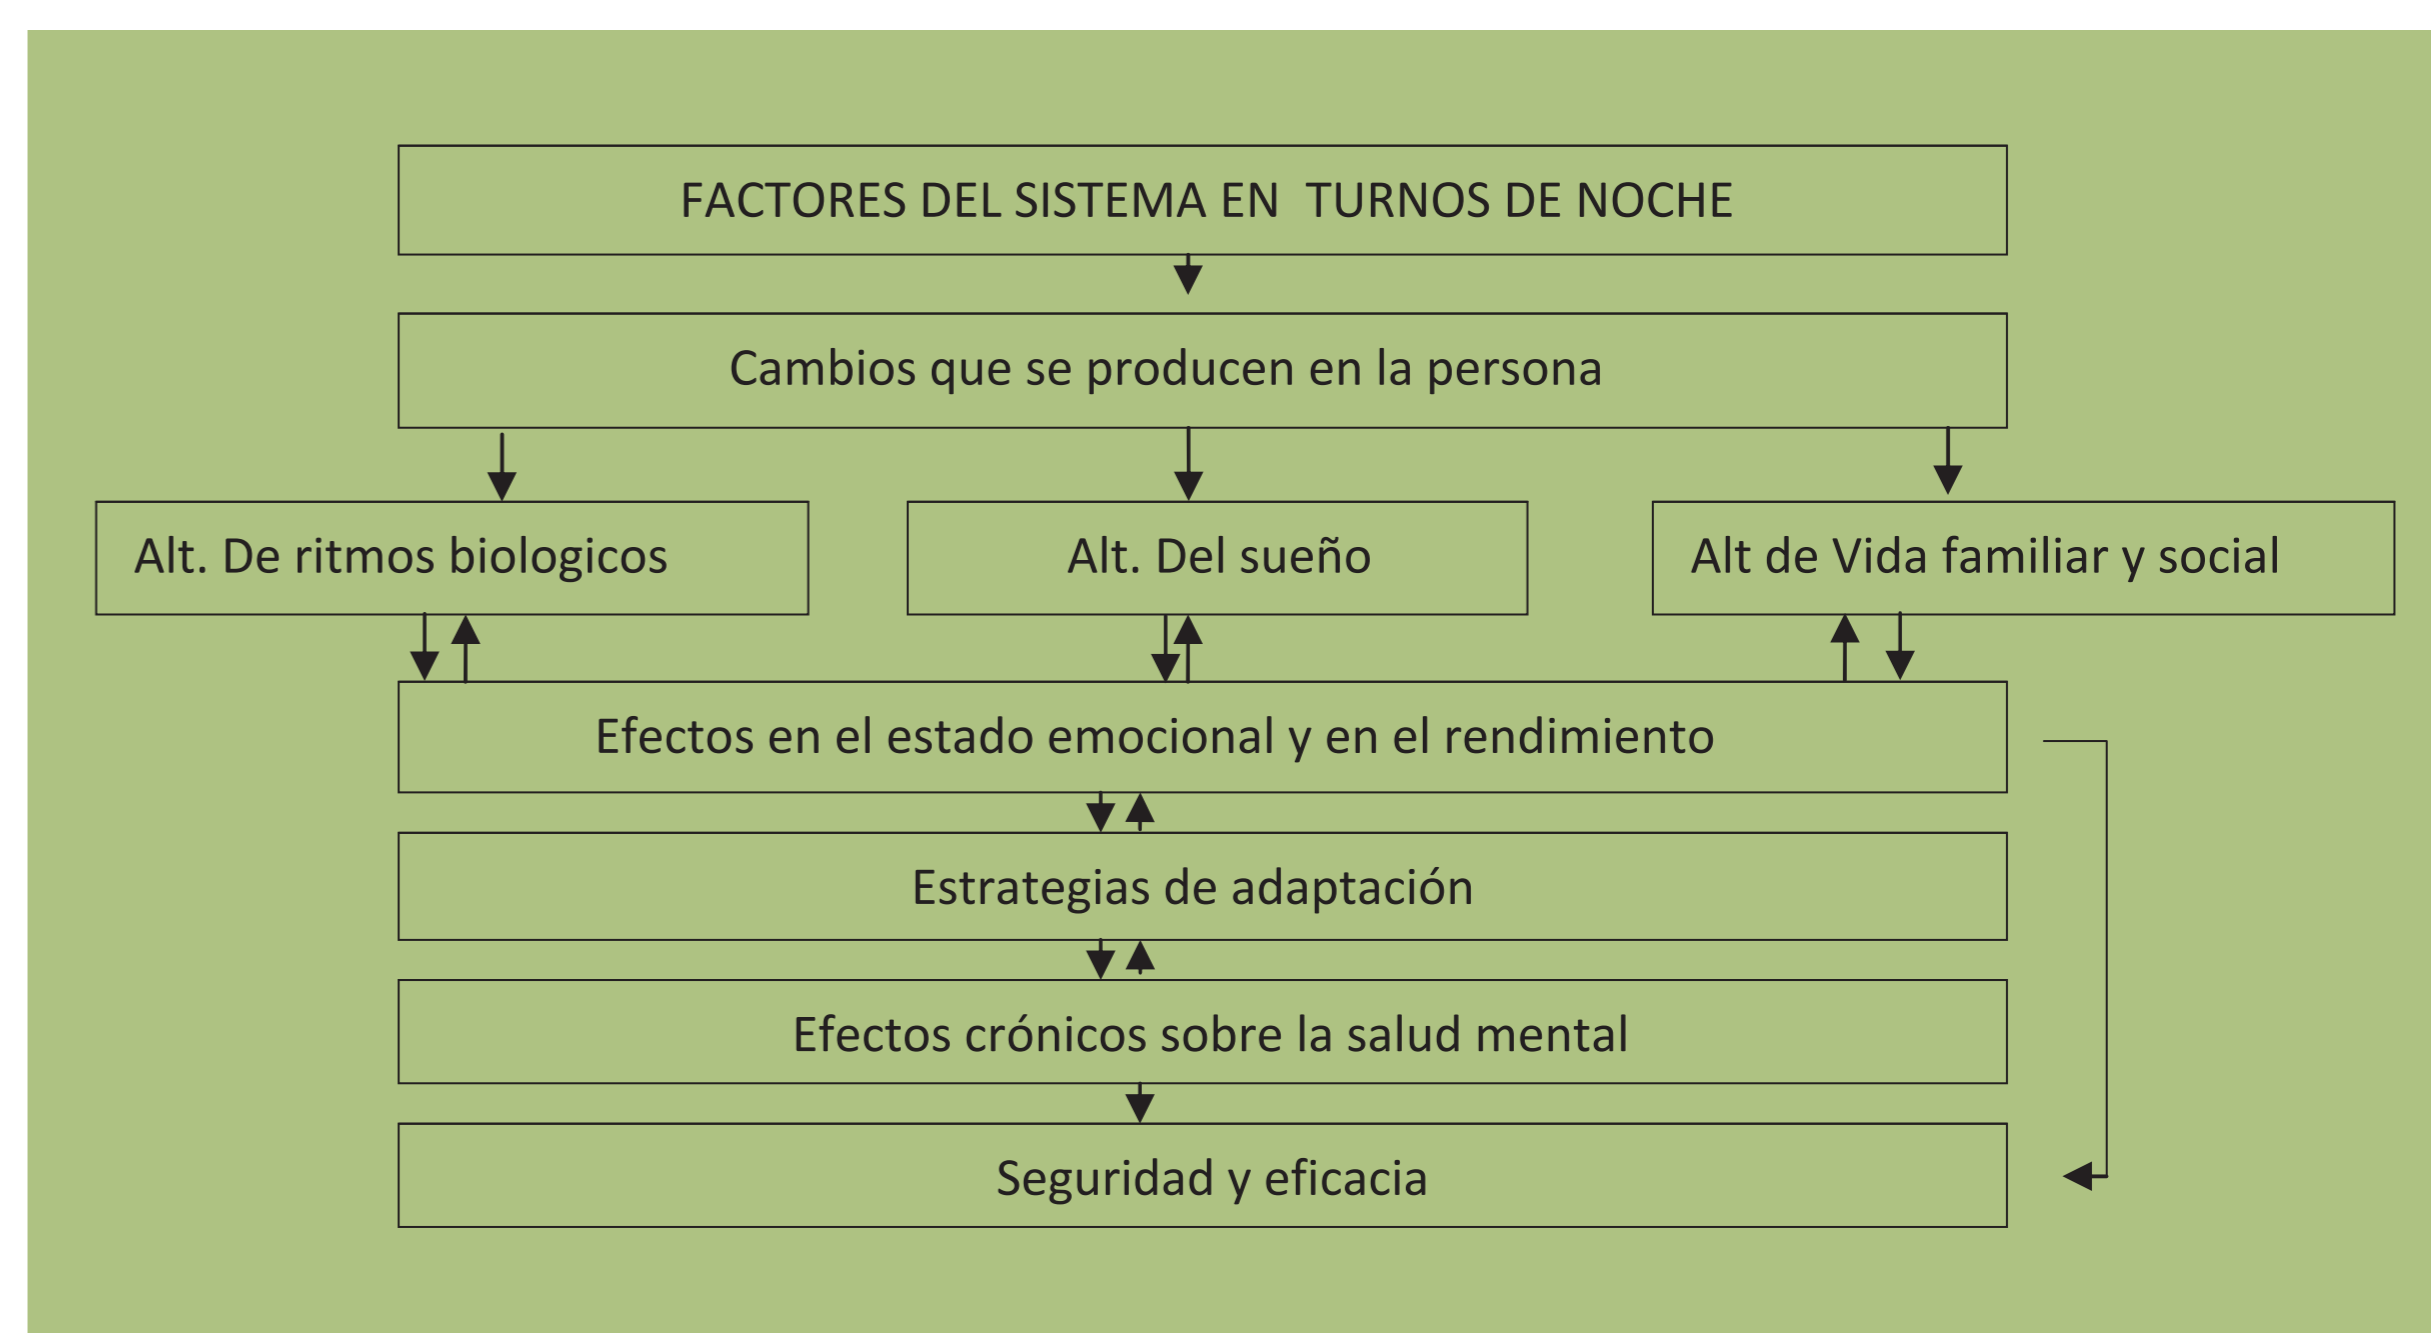 FACTORES DEL SISTEMA EN TURNOS DE NOCHE
Cambios que se producen en la persona
Alt. De ritmos biologicos
Alt. Del sueño
Alt de Vida familiar y social
Efectos en el estado emocional y en el rendimiento
Estrategias de adaptación
Efectos crónicos sobre la salud mental
Seguridad y eficacia